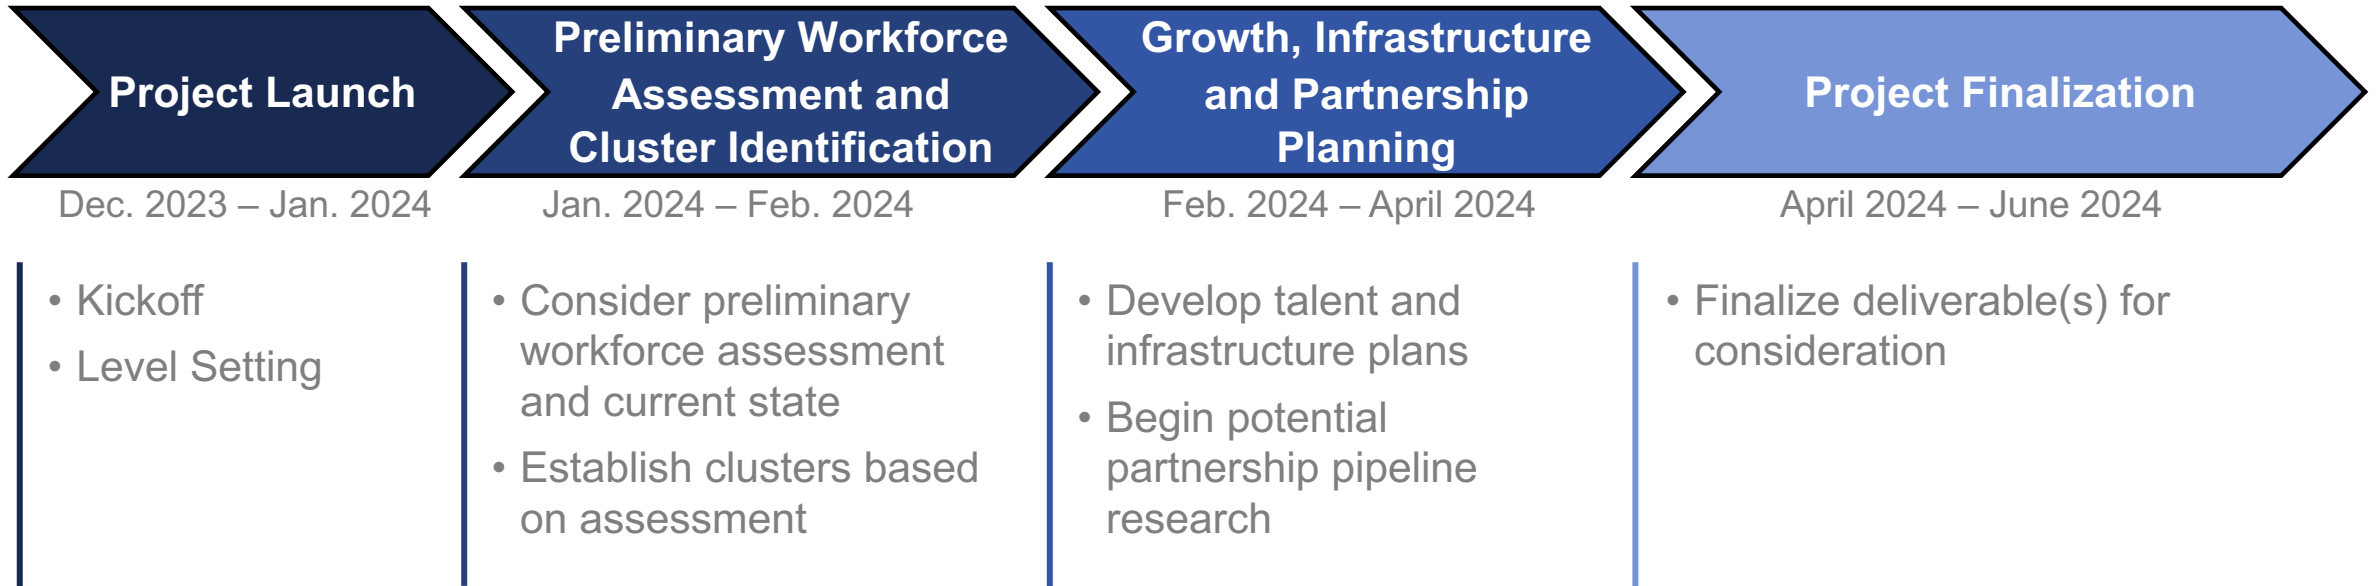 Project Launch
Preliminary Workforce
Assessment and
Cluster Identification
Growth, Infrastructure
and Partnership
Planning
Project Finalization
Dec. 2023 – Jan. 2024
Jan. 2024 – Feb. 2024
Feb. 2024 – April 2024
April 2024 – June 2024
• Kickoff
• Level Setting
• Consider preliminary
workforce assessment
and current state
• Establish clusters based
on assessment
• Develop talent and
infrastructure plans
• Begin potential
partnership pipeline
research
• Finalize deliverable(s) for
consideration